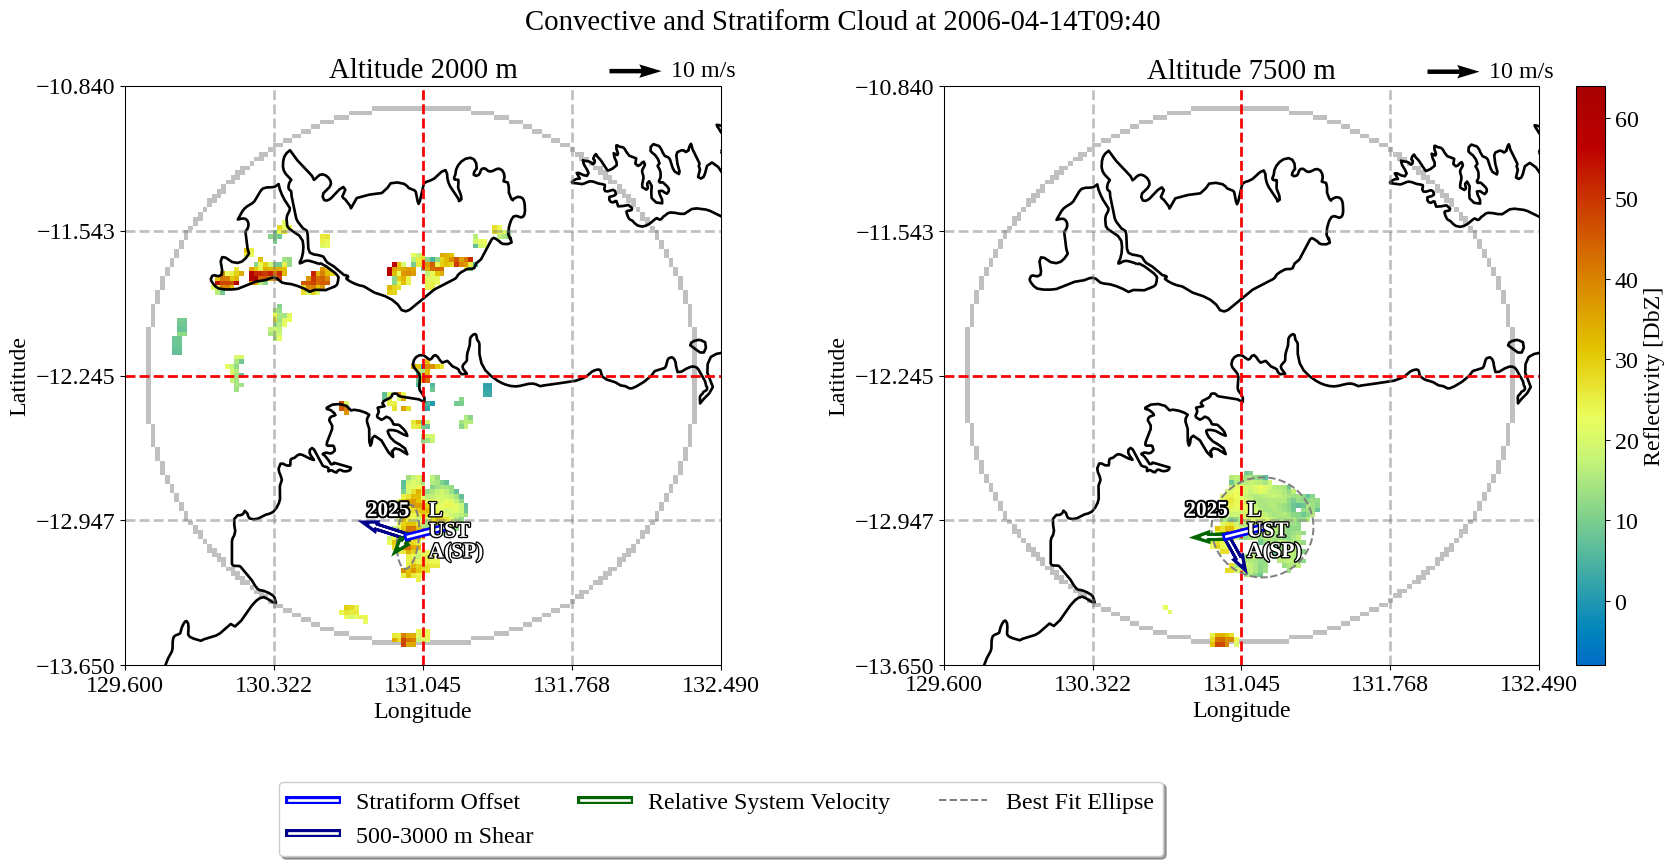 Convective and Stratiform Cloud at 2006-04-14T09:40
Altitude 2000 m
10 m/s
Altitude 7500 m
10 m/s
−10.840
−11.543
−12.245
−12.947
−13.650
Latitude
129.600
130.322
131.045
131.768
132.490
Longitude
2025
L
UST
A(SP)
−10.840
−11.543
−12.245
−12.947
−13.650
Latitude
129.600
130.322
131.045
131.768
132.490
Longitude
2025
L
UST
A(SP)
60
50
40
30
20
10
0
Reflectivity [DbZ]
Stratiform Offset
500-3000 m Shear
Relative System Velocity
Best Fit Ellipse